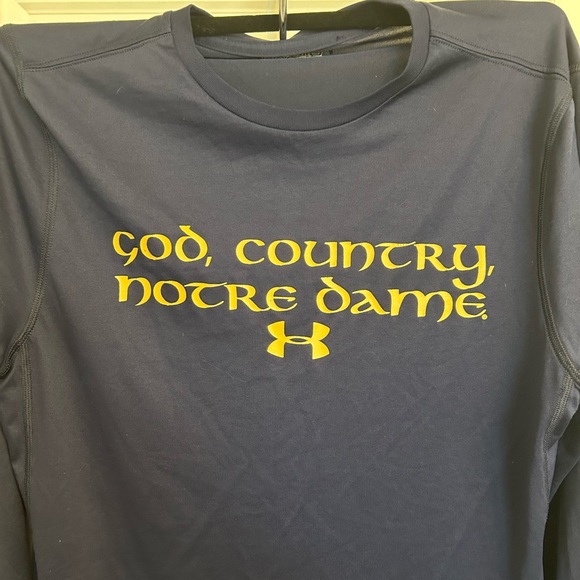 God, Country,
Notre Dame.